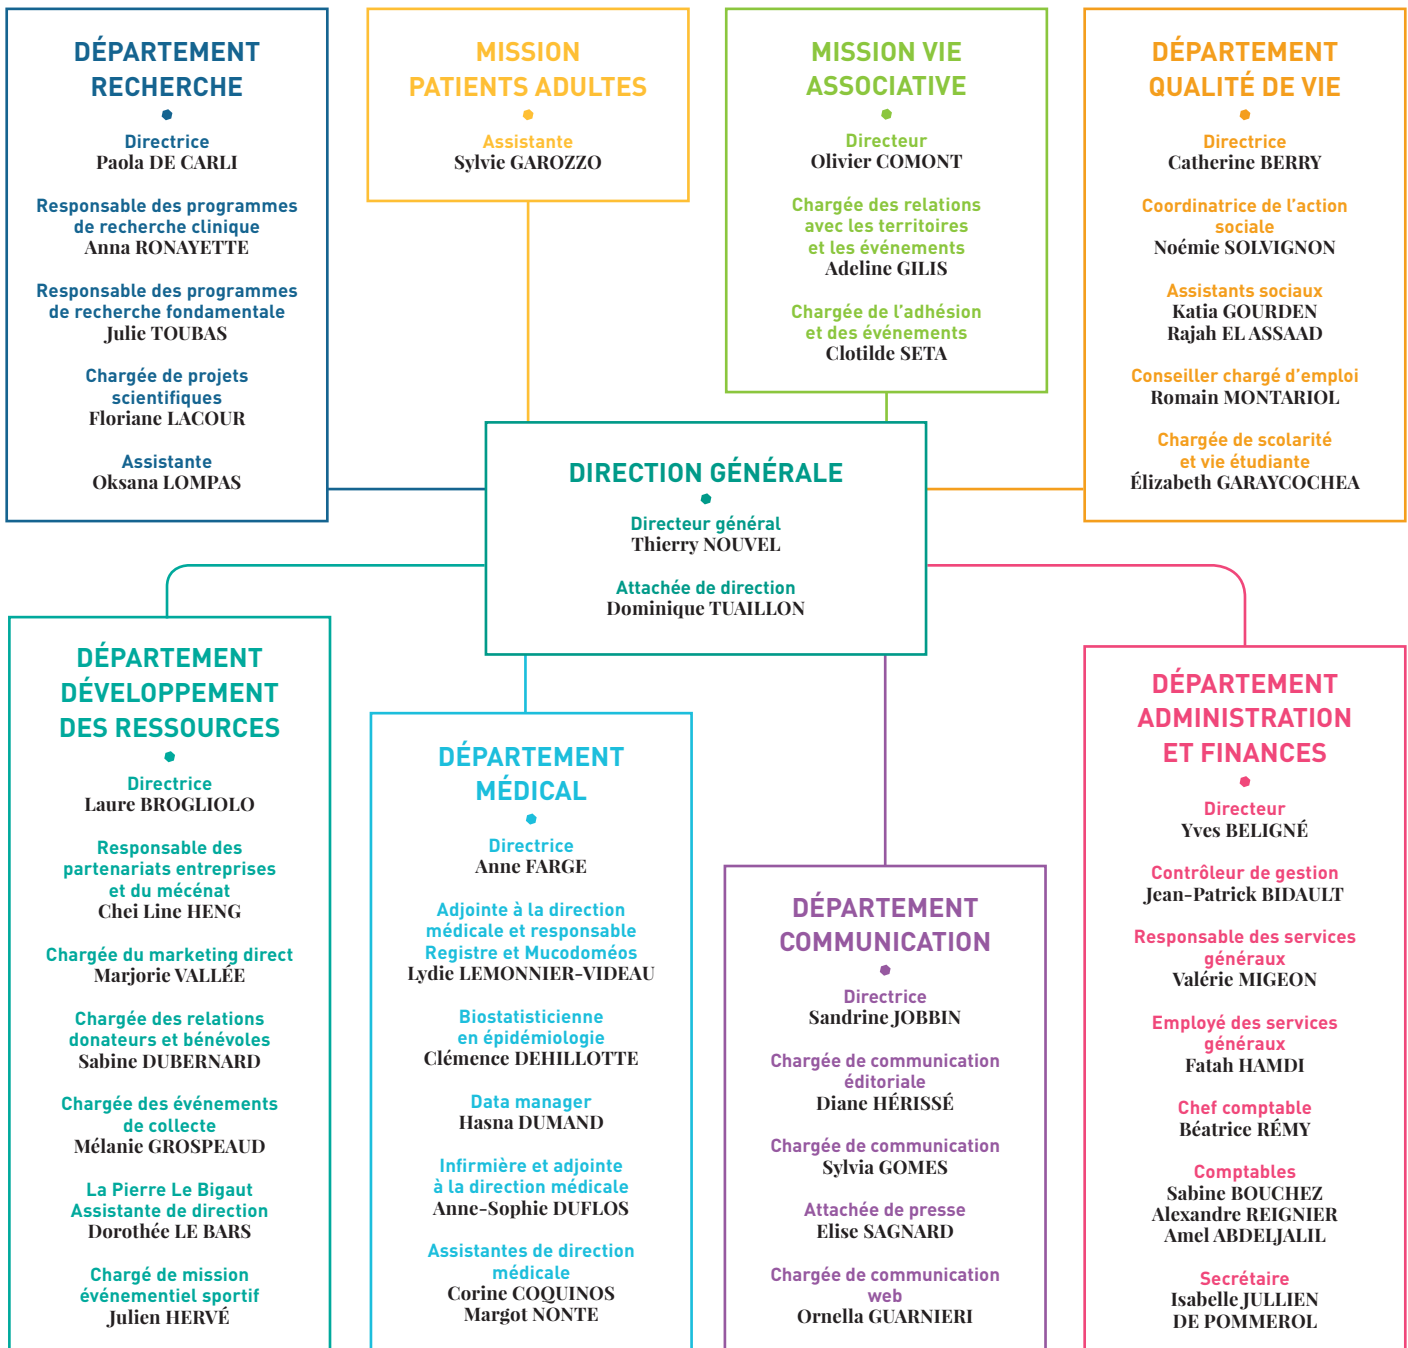 DÉPARTEMENT
RECHERCHE
Directrice
Paola DE CARLI
Responsable des programmes
de recherche clinique
Anna RONAYETTE
Responsable des programmes
de recherche fondamentale
Julie TOUBAS
Chargée de projets
scientifiques
Floriane LACOUR
Assistante
Oksana LOMPAS
MISSION
PATIENTS ADULTES
Assistante
Sylvie GAROZZO
MISSION VIE
ASSOCIATIVE
Directeur
Olivier COMONT
Chargée des relations
avec les territoires
et les événements
Adeline GILIS
Chargée de l'adhésion
et des événements
Clotilde SETA
DÉPARTEMENT
QUALITÉ DE VIE
Directrice
Catherine BERRY
Coordinatrice de l'action
sociale
Noémie SOLVIGNON
Assistants sociaux
Katia GOURDEN
Rajah EL ASSAAD
Conseiller chargé d'emploi
Romain MONTARIOL
Chargée de scolarité
et vie étudiante
Élizabeth GARAYCOCHEA
DIRECTION GÉNÉRALE
Directeur général
Thierry NOUVEL
Attachée de direction
Dominique TUAILLON
DÉPARTEMENT
DÉVELOPPEMENT
DES RESSOURCES
Directrice
Laure BROGLIOLO
Responsable des
partenariats entreprises
et du mécénat
Chei Line HENG
Chargée du marketing direct
Marjorie VALLÉE
Chargée des relations
donateurs et bénévoles
Sabine DUBERNARD
Chargée des événements
de collecte
Mélanie GROSPEAUD
La Pierre Le Bigaut
Assistante de direction
Dorothée LE BARS
Chargé de mission
événementiel sportif
Julien HERVÉ
DÉPARTEMENT
MÉDICAL
Directrice
Anne FARGE
Adjointe à la direction
médicale et responsable
Registre et Mucodoméos
Lydie LEMONNIER-VIDEAU
Biostatisticienne
en épidémiologie
Clémence DEHILLOTTE
Data manager
Hasna DUMAND
Infirmière et adjointe
à la direction médicale
Anne-Sophie DUFLOS
Assistantes de direction
médicale
Corine COQUINOS
Margot NONTE
DÉPARTEMENT
COMMUNICATION
Directrice
Sandrine JOBBIN
Chargée de communication
éditoriale
Diane HÉRISSÉ
Chargée de communication
Sylvia GOMES
Attachée de presse
Elise SAGNARD
Chargée de communication
web
Ornella GUARNIERI
DÉPARTEMENT
ADMINISTRATION
ET FINANCES
Directeur
Yves BELIGNÉ
Contrôleur de gestion
Jean-Patrick BIDAULT
Responsable des services
généraux
Valérie MIGEON
Employé des services
généraux
Fatah HAMDI
Chef comptable
Béatrice RÉMY
Comptables
Sabine BOUCHEZ
Alexandre REIGNIER
Amel ABDELJALIL
Secrétaire
Isabelle JULLIEN
DE POMMEROL